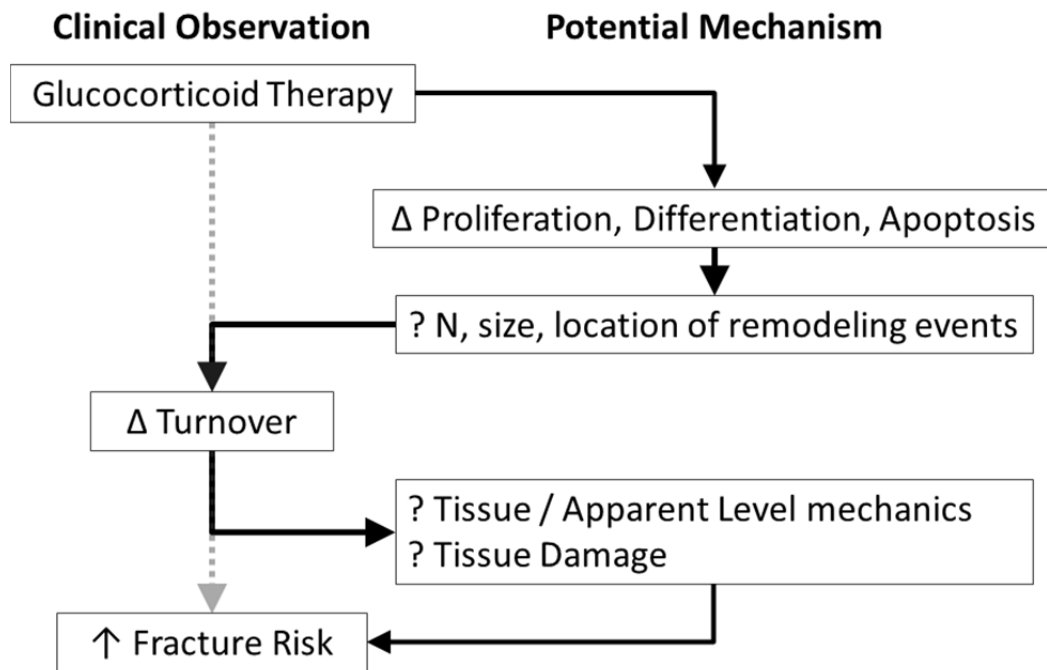 Clinical Observation
Potential Mechanism
Glucocorticoid Therapy
Δ Proliferation, Differentiation, Apoptosis
? N, size, location of remodeling events
Δ Turnover
? Tissue / Apparent Level mechanics
? Tissue Damage
↑ Fracture Risk